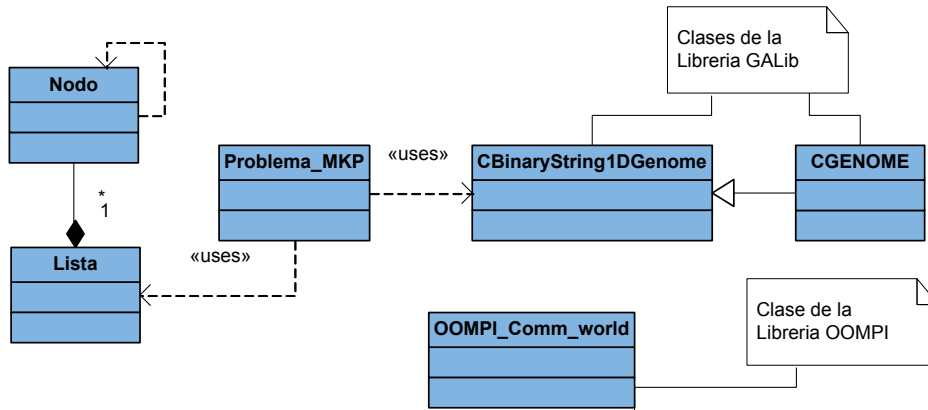 Clases de la
Libreria GALib
Nodo
Problema_MKP
«uses»
CBinaryString1DGenome
CGENOME
*
1
Lista
«uses»
OOMPI_Comm_world
Clase de la
Libreria OOMPI